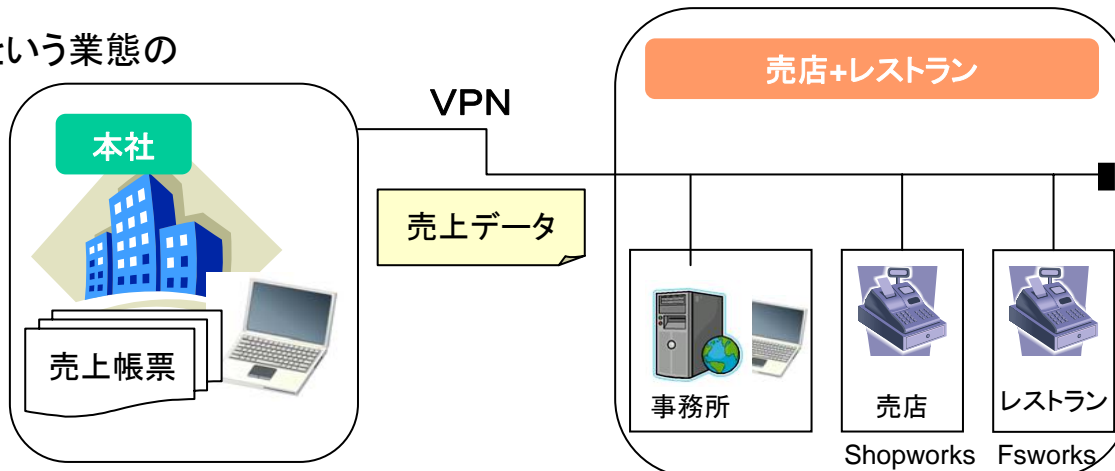 という業態の
売店+レストラン
VPN
本社
売上データ
売上帳票
事務所
売店
レストラン
Shopworks
Fsworks